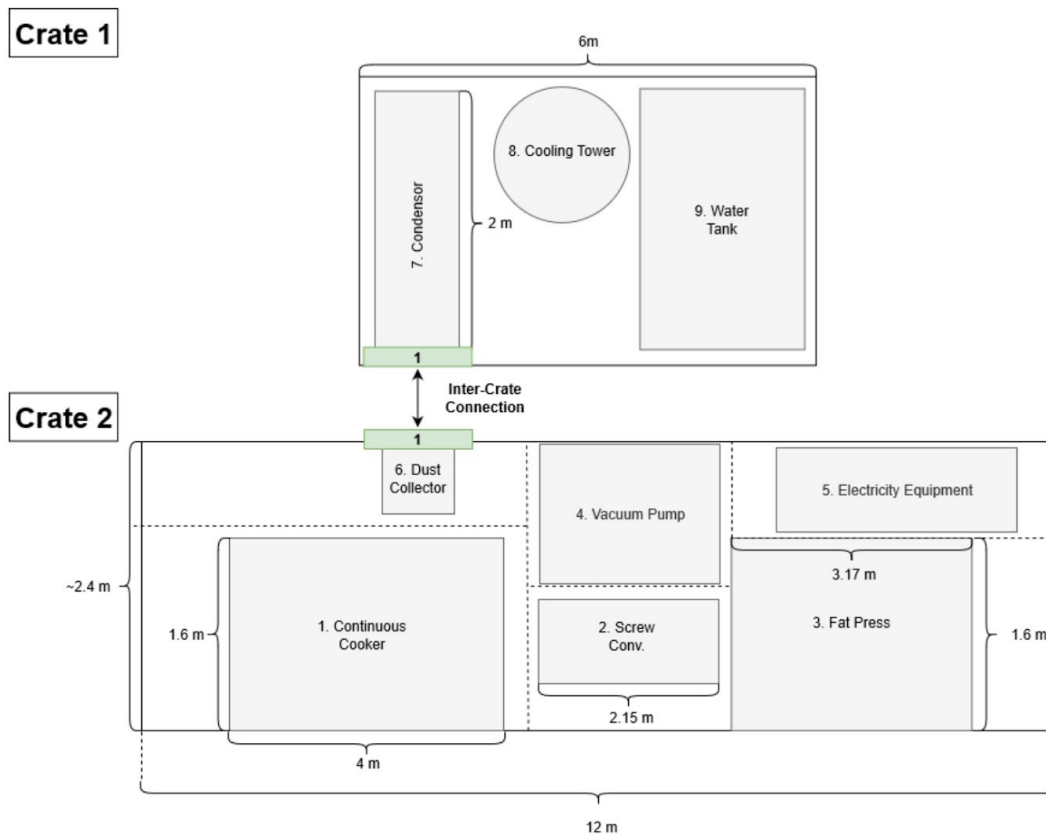 Crate 1
6m
8. Cooling Tower
9. Water
Tank
7. Condensor
2 m
1
Inter-Crate
Connection
Crate 2
1
6. Dust
Collector
4. Vacuum Pump
5. Electricity Equipment
~2.4 m
3.17 m
1.6 m
1. Continuous
Cooker
2. Screw
Conv.
3. Fat Press
1.6 m
2.15 m
4 m
12 m